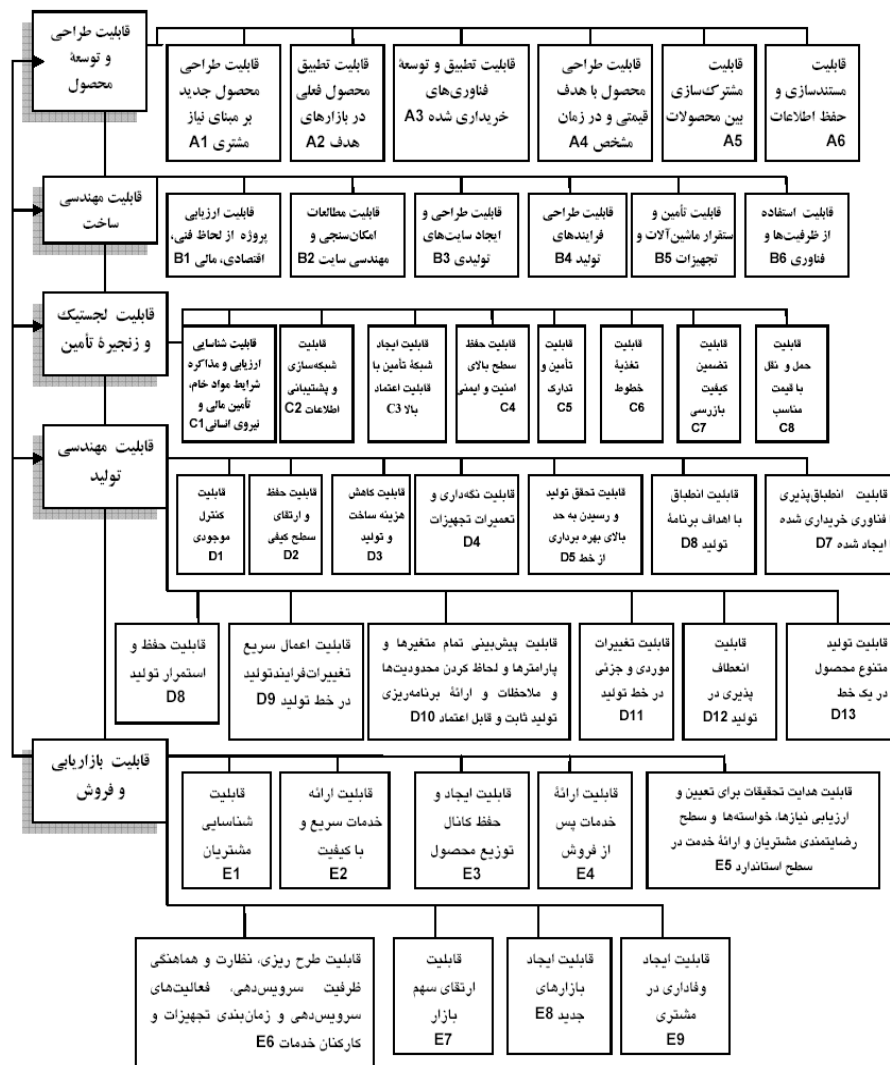 قابلیت طراحی
و توسعهٔ
محصول
قابلیت طراحی
محصول جدید
بر مبنای نیاز
مشتری A1
قابلیت تطبیق
محصول فعلی
در بازارهای
هدف A2
قابلیت تطبیق و توسعهٔ
فناوری‌های
خریداری شده A3
قابلیت طراحی
محصول با هدف
قیمتی و در زمان
مشخص A4
قابلیت
مشترك‌سازی
بین محصولات
A5
قابلیت
مستندسازی و
حفظ اطلاعات
A6
قابلیت مهندسی
ساخت
قابلیت ارزیابی
پروژه از لحاظ فنی،
اقتصادی، مالی B1
قابلیت مطالعات
امکان‌سنجی و
مهندسی سایت B2
قابلیت طراحی و
ایجاد سایت‌های
تولیدی B3
قابلیت طراحی
فرایندهای
تولید B4
قابلیت تأمین و
ستقرار ماشین‌آلات و
تجهیزات B5
قابلیت استفاده
از ظرفیت‌ها و
فناوری B6
قابلیت لجستیك
و زنجیرهٔ تأمین
قابلیت شناسایی
ارزیابی و مذاکره
شرایط مواد خام،
تأمین مالی و
نیروی انسانی C1
قابلیت
شبکه‌سازی
و پشتیبانی
اطلاعات C2
قابلیت ایجاد
شبکهٔ تأمین با
قابلیت اعتماد
بالا C3
قابلیت حفظ
سطح بالای
امنیت و ایمنی
C4
قابلیت
تأمین و
تدارک
C5
قابلیت
تغذیهٔ
خطوط
C6
قابلیت
تضمین
کیفیت
بازرسی
C7
حمل و نقل
با قیمت
مناسب
C8
قابلیت مهندسی
تولید
قابلیت
کنترل
موجودی
D1
قابلیت حفظ
و ارتقای
سطح کیفی
D2
قابلیت کاهش
هزینه ساخت
و تولید
D3
قابلیت نگه‌داری و
تعمیرات تجهیزات
D4
قابلیت تحقق تولید
و رسیدن به حد
بالای بهره برداری
از خط D5
قابلیت انطباق
با اهداف برنامهٔ
تولید D8
قابلیت انطباق‌پذیری
فناوری خریداری شده
ایجاد شده D7
قابلیت حفظ و
استمرار تولید
D8
قابلیت اعمال سریع
تغییرات‌فرایندتولید
در خط تولید D9
قابلیت پیش‌بینی تمام متغیرها و
پارامترها و لحاظ کردن محدودیت‌ها
و ملاحظات و ارائهٔ برنامه‌ریزی
تولید ثابت و قابل اعتماد D10
قابلیت تغییرات
موردی و جزئی
در خط تولید
D11
قابلیت
انعطاف
پذیری در
تولید D12
قابلیت تولید
متنوع محصول
در یک خط
D13
قابلیت بازاریابی
و فروش
قابلیت
شناسایی
مشتریان
E1
قابلیت ارائه
خدمات سریع و
با کیفیت
E2
قابلیت ایجاد و
حفظ کانال
توزیع محصول
E3
قابلیت ارائهٔ
خدمات پس
از فروش
E4
قابلیت هدایت تحقیقات برای تعیین و
ارزیابی نیازها، خواسته‌ها و سطح
رضایتمندی مشتریان و ارائهٔ خدمت در
سطح استاندارد E5
قابلیت طرح ریزی، نظارت و هماهنگی
ظرفیت سرویس‌دهی، فعالیت‌های
سرویس‌دهی و زمان‌بندی تجهیزات و
کارکنان خدمات E6
قابلیت
ارتقای سهم
بازار
E7
قابلیت ایجاد
بازارهای
جدید E8
قابلیت ایجاد
وفاداری در
مشتری
E9